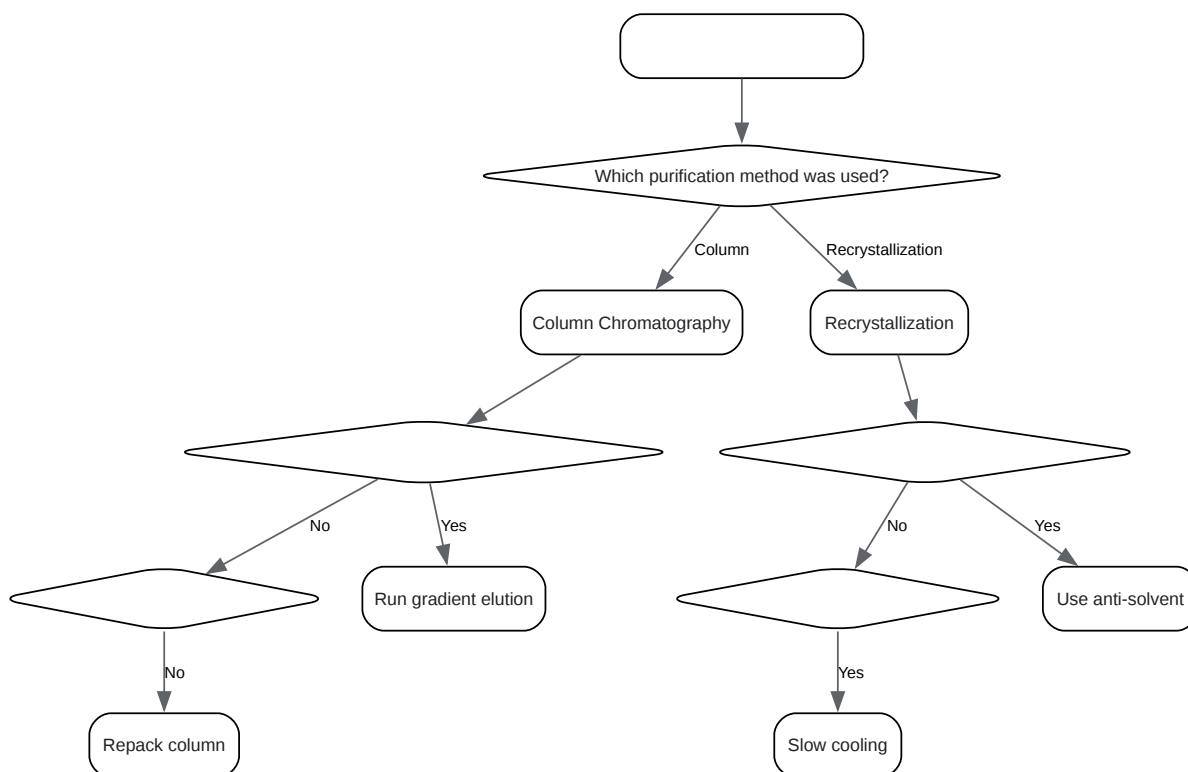 Which purification method was used?
Column
Recrystallization
Column Chromatography
Recrystallization
No
Yes
No
Yes
Run gradient elution
Use anti-solvent
No
Yes
Repack column
Slow cooling